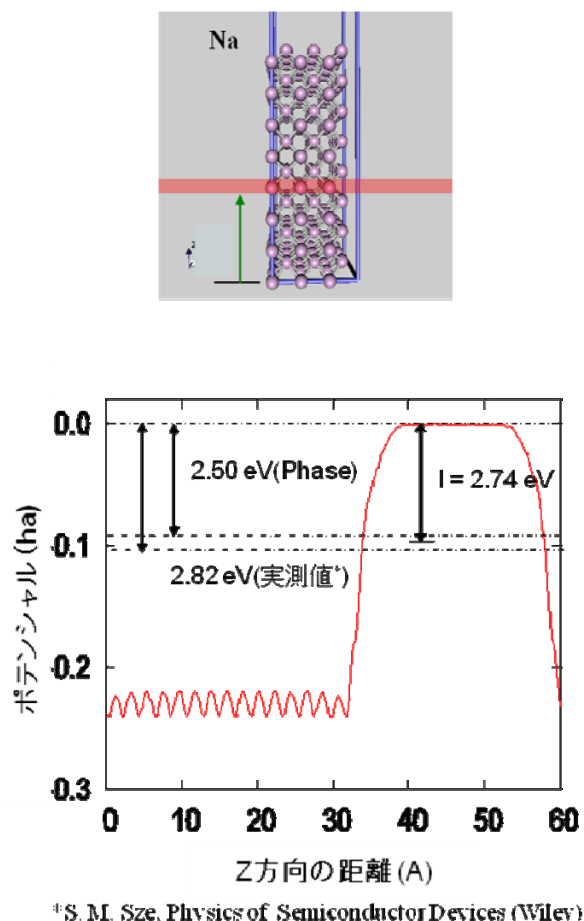 Na
z
0.0
2.50 eV(Phase)
I = 2.74 eV
-0.1
2.82 eV(実測値*)
-0.2
-0.3
ポテンシャル (ha)
0 10 20 30 40 50 60
Z方向の距離 (A)
*S. M. Sze, Physics of Semiconductor Devices (Wiley)